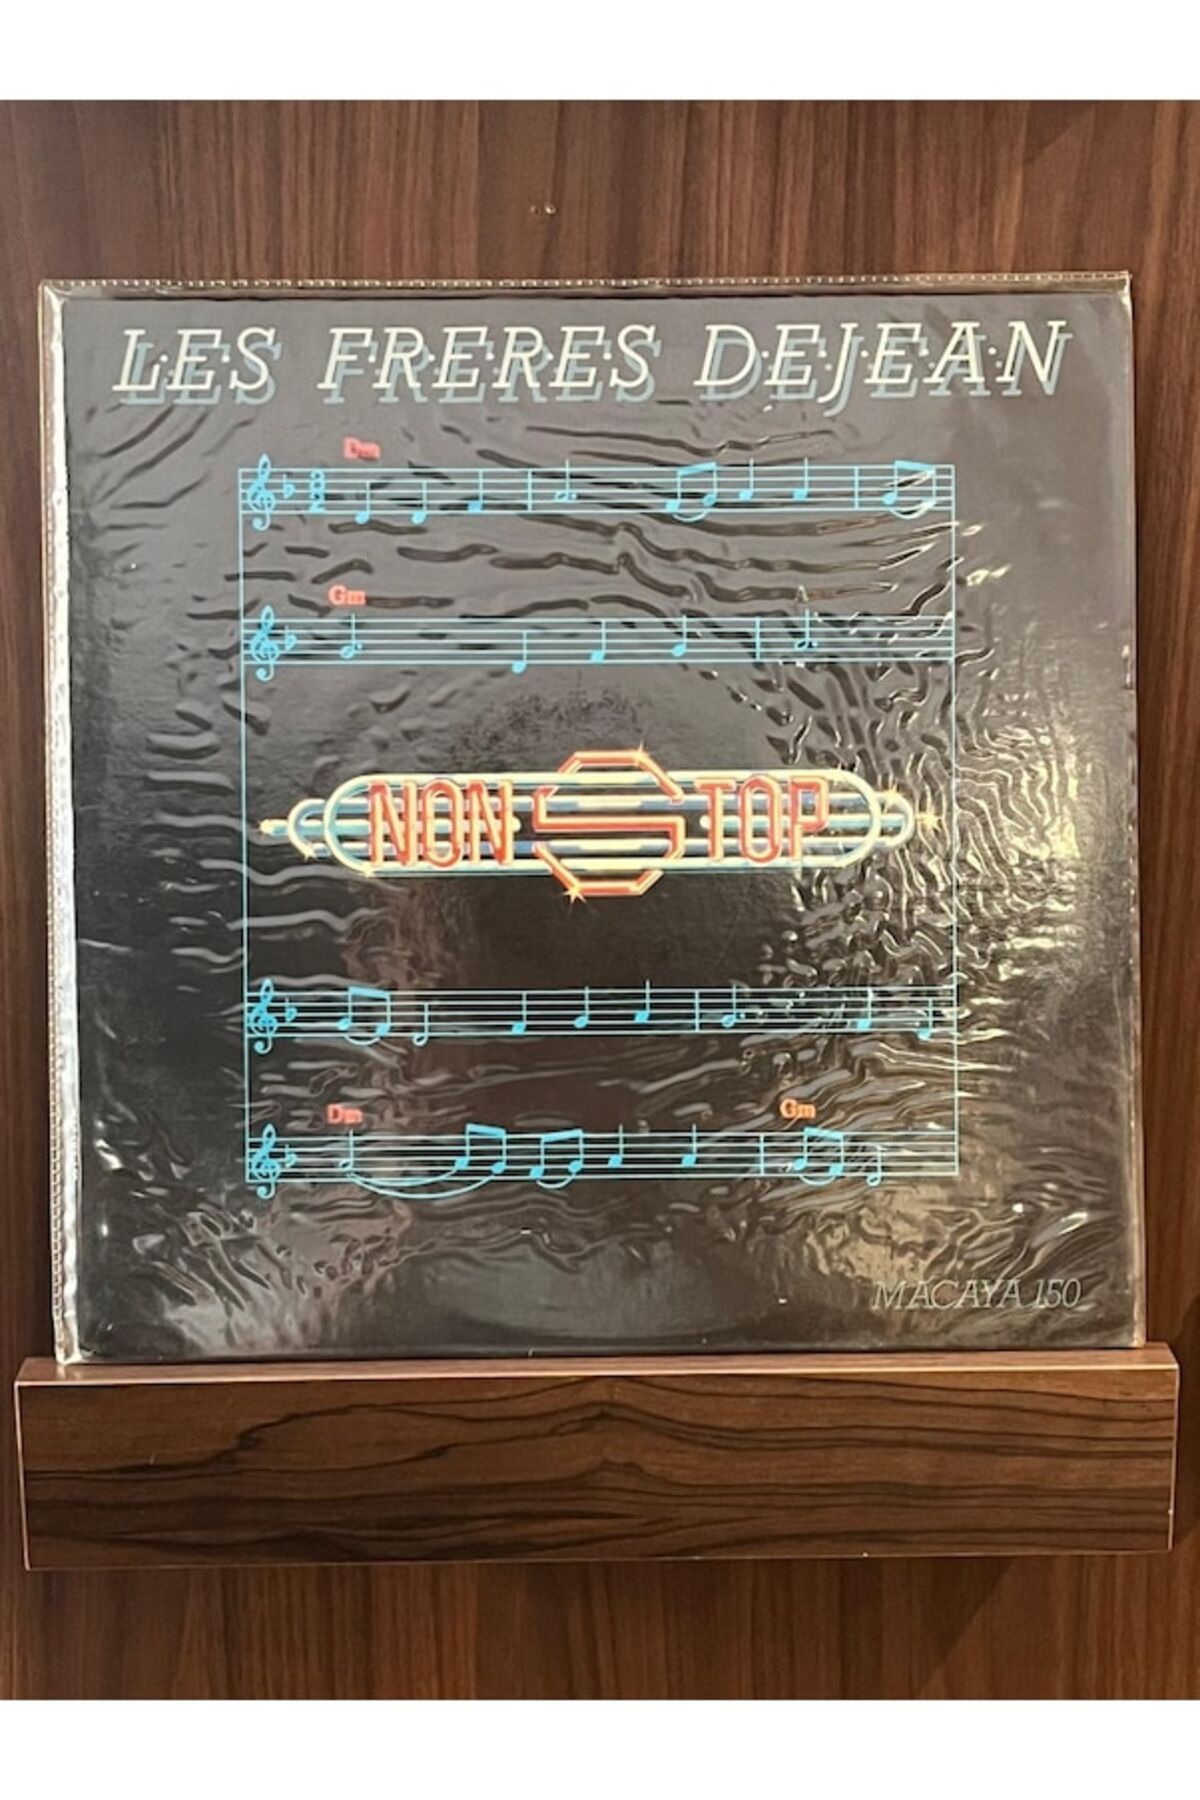 LES FRERES DEJEAN
Dm
Gm A
NON STOP
Dm Gm
MACAYA 150